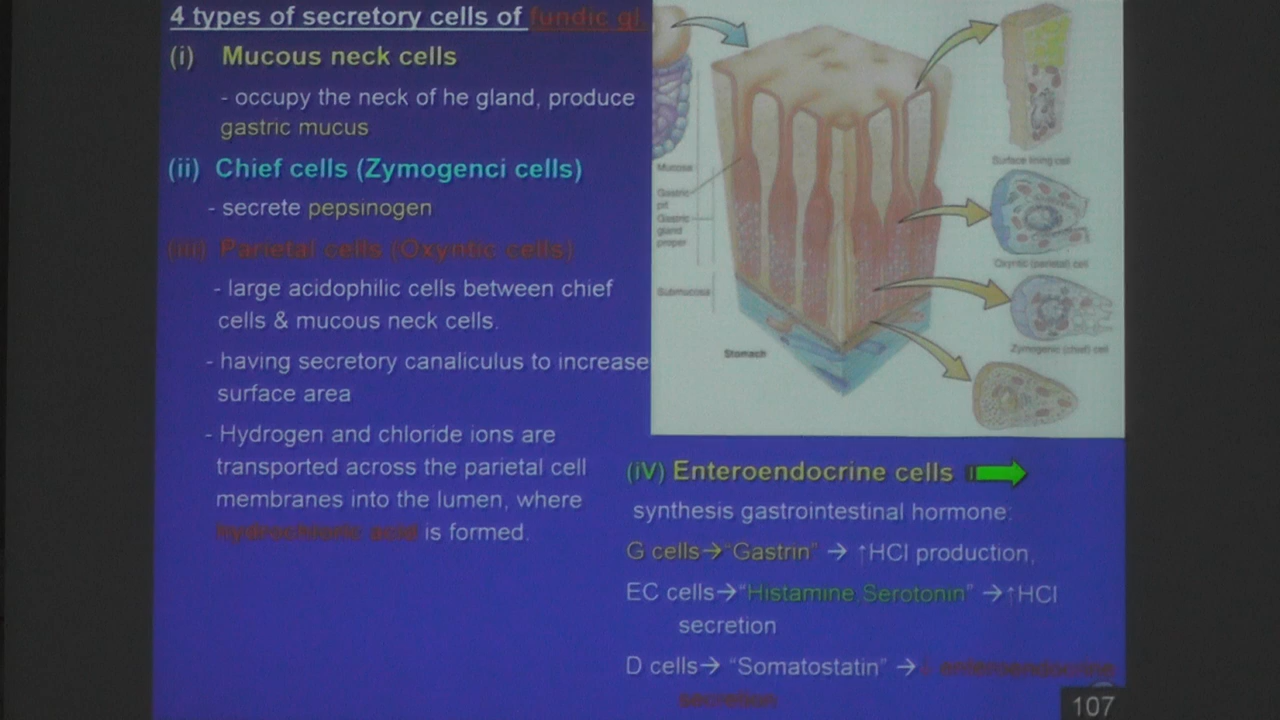 4 types of secretory cells of fundic gl.
(i) Mucous neck cells
- occupy the neck of he gland, produce
gastric mucus
(ii) Chief cells (Zymogenci cells)
- secrete pepsinogen
(iii) Parietal cells (Oxyntic cells)
- large acidophilic cells between chief
cells & mucous neck cells.
- having secretory canaliculus to increase
surface area
- Hydrogen and chloride ions are
transported across the parietal cell
membranes into the lumen, where
hydrochloric acid is formed.
Mucosa
Gastric
pit
Gastric
gland
proper
Submucosa
Stomach
Surface lining cell
Oxyntic (parietal) cell
Zymogenic (chief) cell
(iV) Enteroendocrine cells
synthesis gastrointestinal hormone:
G cells→"Gastrin" → ↑HCl production,
EC cells→"Histamine,Serotonin" →↑HCl
secretion
D cells→ "Somatostatin" →↓ enteroendocrine
secretion
107